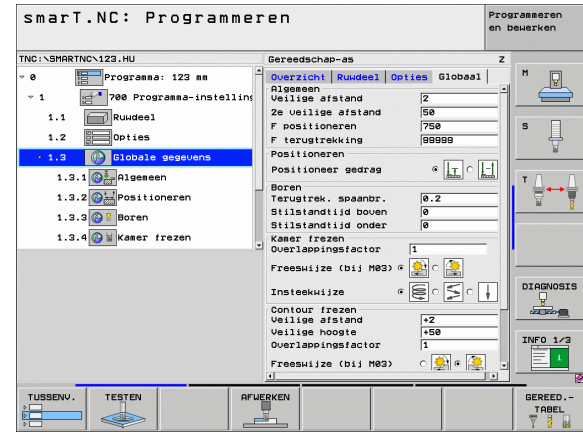 smarT.NC: Programmeren
Programmeren
en bewerken
TNC:\SMARTNC\123.HU
Gereedschap-as Z
0 Programma: 123 mm
1 700 Programma-instelling
1.1 Ruwdeel
1.2 Opties
1.3 Globale gegevens
1.3.1 Algemeen
1.3.2 Positioneren
1.3.3 Boren
1.3.4 Kamer frezen
Overzicht Ruwdeel Opties Globaal
Algemeen
Veilige afstand 2
2e veilige afstand 50
F positioneren 750
F terugtrekking 99999
Positioneren
Positioneer gedrag
Boren
Terugtrek. spaanbr. 0.2
Stilstandtijd boven 0
Stilstandtijd onder 0
Kamer frezen
Overlappingsfactor 1
Freeswijze (bij M03)
Insteekwijze
Contour frezen
Veilige afstand +2
Veilige hoogte +50
Overlappingsfactor 1
Freeswijze (bij M03)
M
S
T
DIAGNOSIS
INFO 1/3
TUSSENV.
TESTEN
AFWERKEN
GEREED.-
TABEL